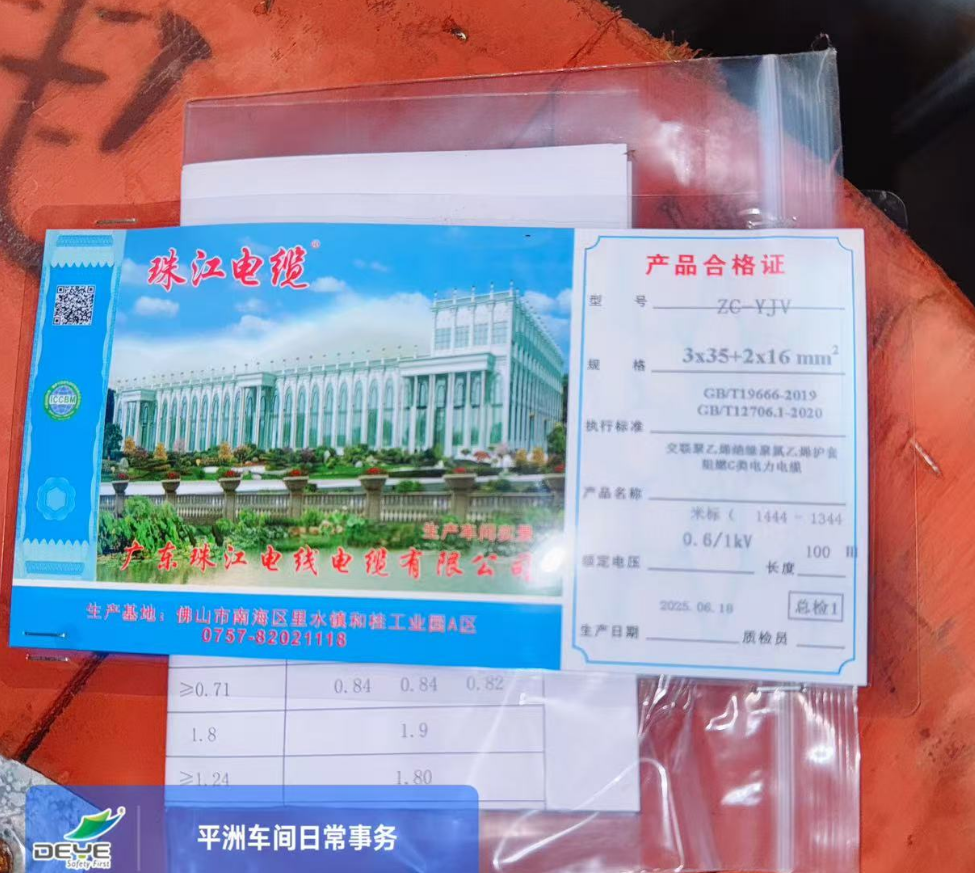 珠江电缆®
ICCBM
生产车间实景
广东珠江电线电缆有限公司
生产基地：佛山市南海区里水镇和桂工业园A区
0757-82021118
产品合格证
型 号 ZC-YJV
规 格 3x35+2x16 mm²
GB/T19666-2019
执行标准 GB/T12706.1-2020
交联聚乙烯绝缘聚氯乙烯护套
阻燃C类电力电缆
产品名称
米标（ 1444 - 1344
额定电压 0.6/1kV 长度 100 m
2025.06.18 总检1
生产日期 质检员
≥0.71 0.84 0.84 0.82
1.8 1.9
≥1.24 1.80
DEYE
Safety First
平洲车间日常事务